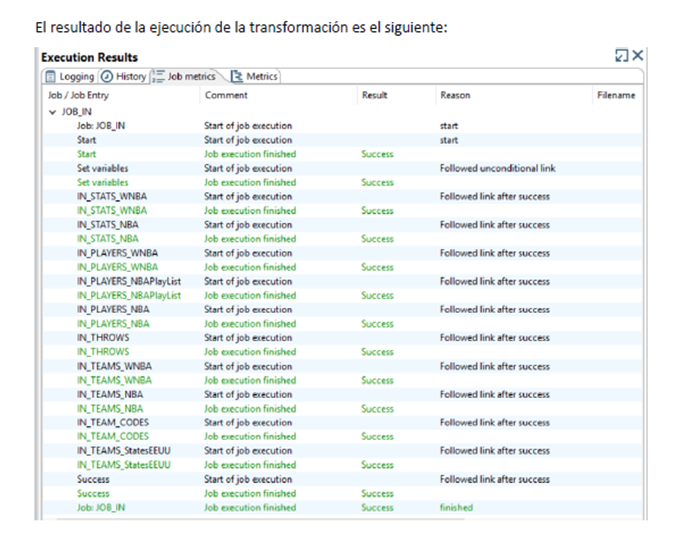 El resultado de la ejecución de la transformación es el siguiente:
Execution Results
Logging History Job metrics Metrics
Job / Job Entry Comment Result Reason Filename
JOB_IN
Job: JOB_IN Start of job execution start
Start Start of job execution start
Start Job execution finished Success
Set variables Start of job execution Followed unconditional link
Set variables Job execution finished Success
IN_STATS_WNBA Start of job execution Followed link after success
IN_STATS_WNBA Job execution finished Success
IN_STATS_NBA Start of job execution Followed link after success
IN_STATS_NBA Job execution finished Success
IN_PLAYERS_WNBA Start of job execution Followed link after success
IN_PLAYERS_WNBA Job execution finished Success
IN_PLAYERS_NBAPlayList Start of job execution Followed link after success
IN_PLAYERS_NBAPlayList Job execution finished Success
IN_PLAYERS_NBA Start of job execution Followed link after success
IN_PLAYERS_NBA Job execution finished Success
IN_THROWS Start of job execution Followed link after success
IN_THROWS Job execution finished Success
IN_TEAMS_WNBA Start of job execution Followed link after success
IN_TEAMS_WNBA Job execution finished Success
IN_TEAMS_NBA Start of job execution Followed link after success
IN_TEAMS_NBA Job execution finished Success
IN_TEAM_CODES Start of job execution Followed link after success
IN_TEAM_CODES Job execution finished Success
IN_TEAMS_StatesEEUU Start of job execution Followed link after success
IN_TEAMS_StatesEEUU Job execution finished Success
Success Start of job execution Followed link after success
Success Job execution finished Success
Job: JOB_IN Job execution finished Success finished